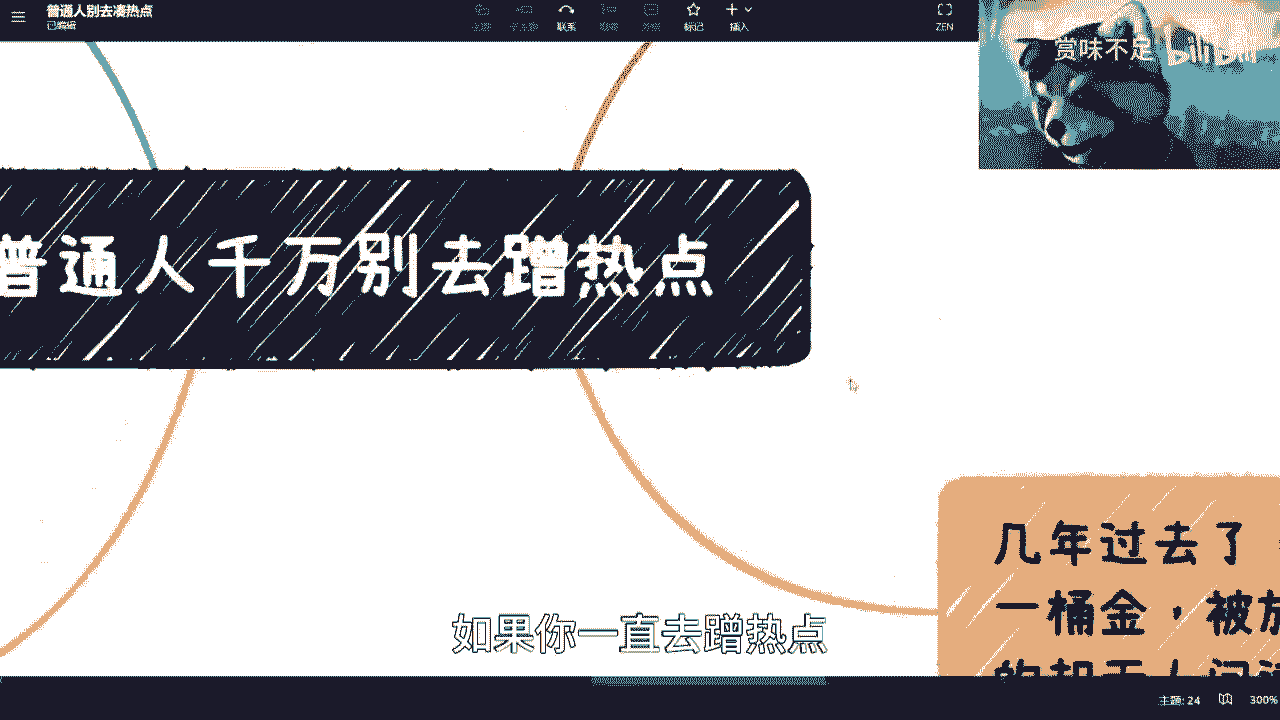 普通人别去凑热点
已编辑
联系
标记
插入
ZEN
赏味不足
bilibili
普通人千万别去蹭热点
几年过去了
一桶金，被放
如果你一直去蹭热点
主题: 24
300%